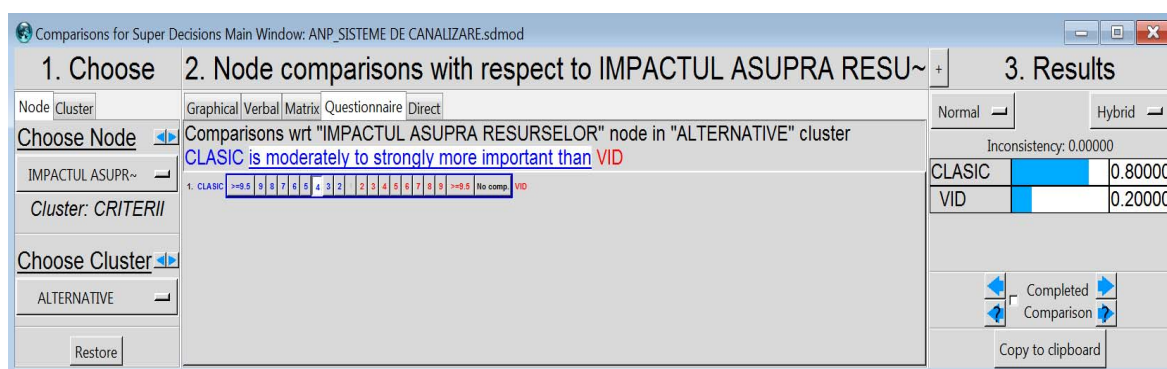 Comparisons for Super Decisions Main Window: ANP_SISTEME DE CANALIZARE.sdmod
1. Choose
Node Cluster
Choose Node
IMPACTUL ASUPR~
Cluster: CRITERII
Choose Cluster
ALTERNATIVE
Restore
2. Node comparisons with respect to IMPACTUL ASUPRA RESU~
Graphical Verbal Matrix Questionnaire Direct
Comparisons wrt "IMPACTUL ASUPRA RESURSELOR" node in "ALTERNATIVE" cluster
CLASIC is moderately to strongly more important than VID
1. CLASIC >=9.5 9 8 7 6 5 4 3 2 2 3 4 5 6 7 8 9 >=9.5 No comp. VID
+
3. Results
Normal Hybrid
Inconsistency: 0.00000
CLASIC 0.80000
VID 0.20000
Completed
Comparison
Copy to clipboard